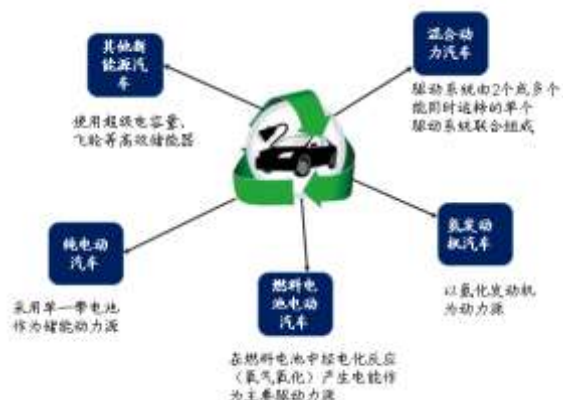 其他新
能源汽
车
使用超级电容量、
飞轮等高效储能器
混合动
力汽车
驱动系统由2个或多个
能同时运转的单个
驱动系统联合组成
纯电动
汽车
采用单一蓄电池
作为储能动力源
燃料电
池电动
汽车
在燃料电池中经电化反应
（氢气氧化）产生电能作
为主要驱动力源
氢发动
机汽车
以氢化发动机
为动力源